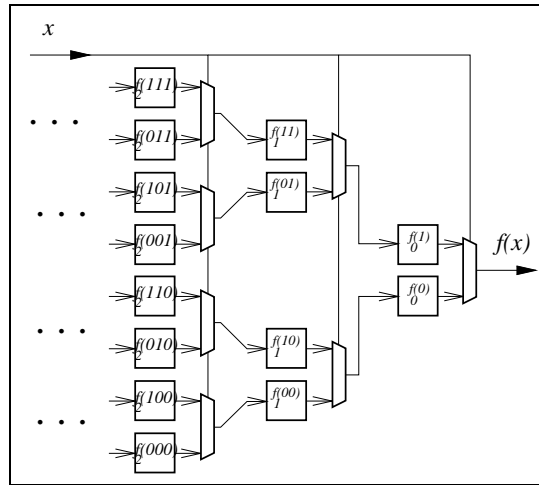 x
f(111)
2
. . .
f(011)
2
f(11)
1
f(101)
2
f(01)
1
. . .
f(001)
2
f(1)
0
f(x)
f(110)
2
f(0)
0
. . .
f(010)
2
f(10)
1
f(100)
2
f(00)
1
. . .
f(000)
2